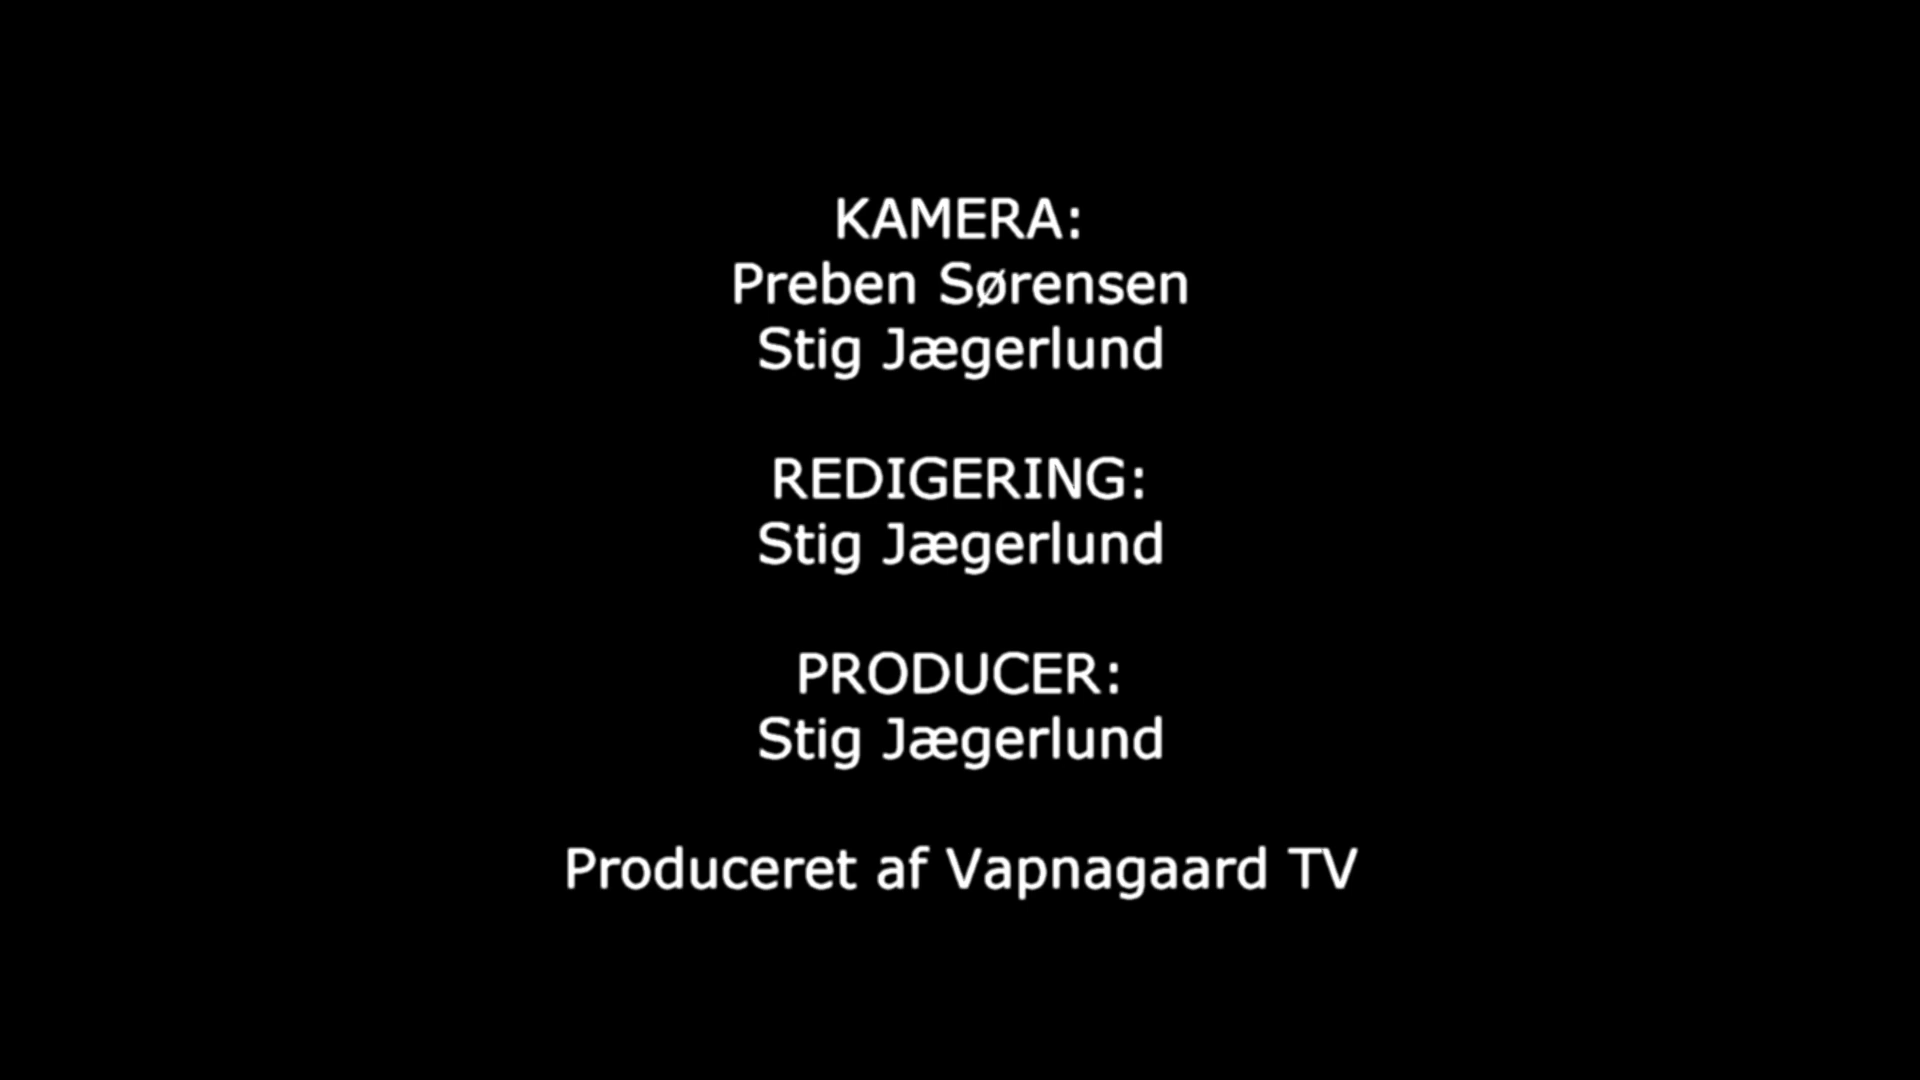 KAMERA:
Preben Sørensen
Stig Jægerlund
REDIGERING:
Stig Jægerlund
PRODUCER:
Stig Jægerlund
Produceret af Vapnagaard TV